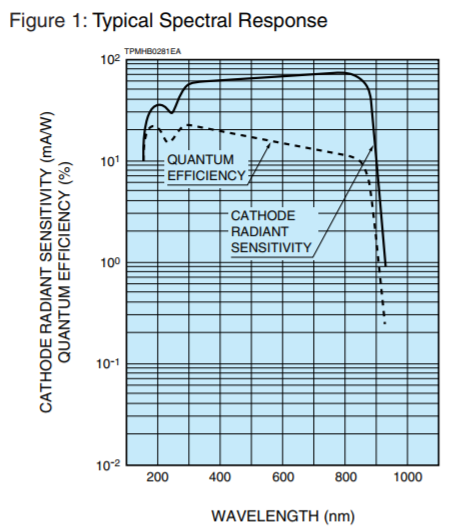 Figure 1: Typical Spectral Response
TPMHB0281EA
CATHODE RADIANT SENSITIVITY (mA/W)
QUANTUM EFFICIENCY (%)
10²
10¹
10⁰
10⁻¹
10⁻²
QUANTUM
EFFICIENCY
CATHODE
RADIANT
SENSITIVITY
200 400 600 800 1000
WAVELENGTH (nm)